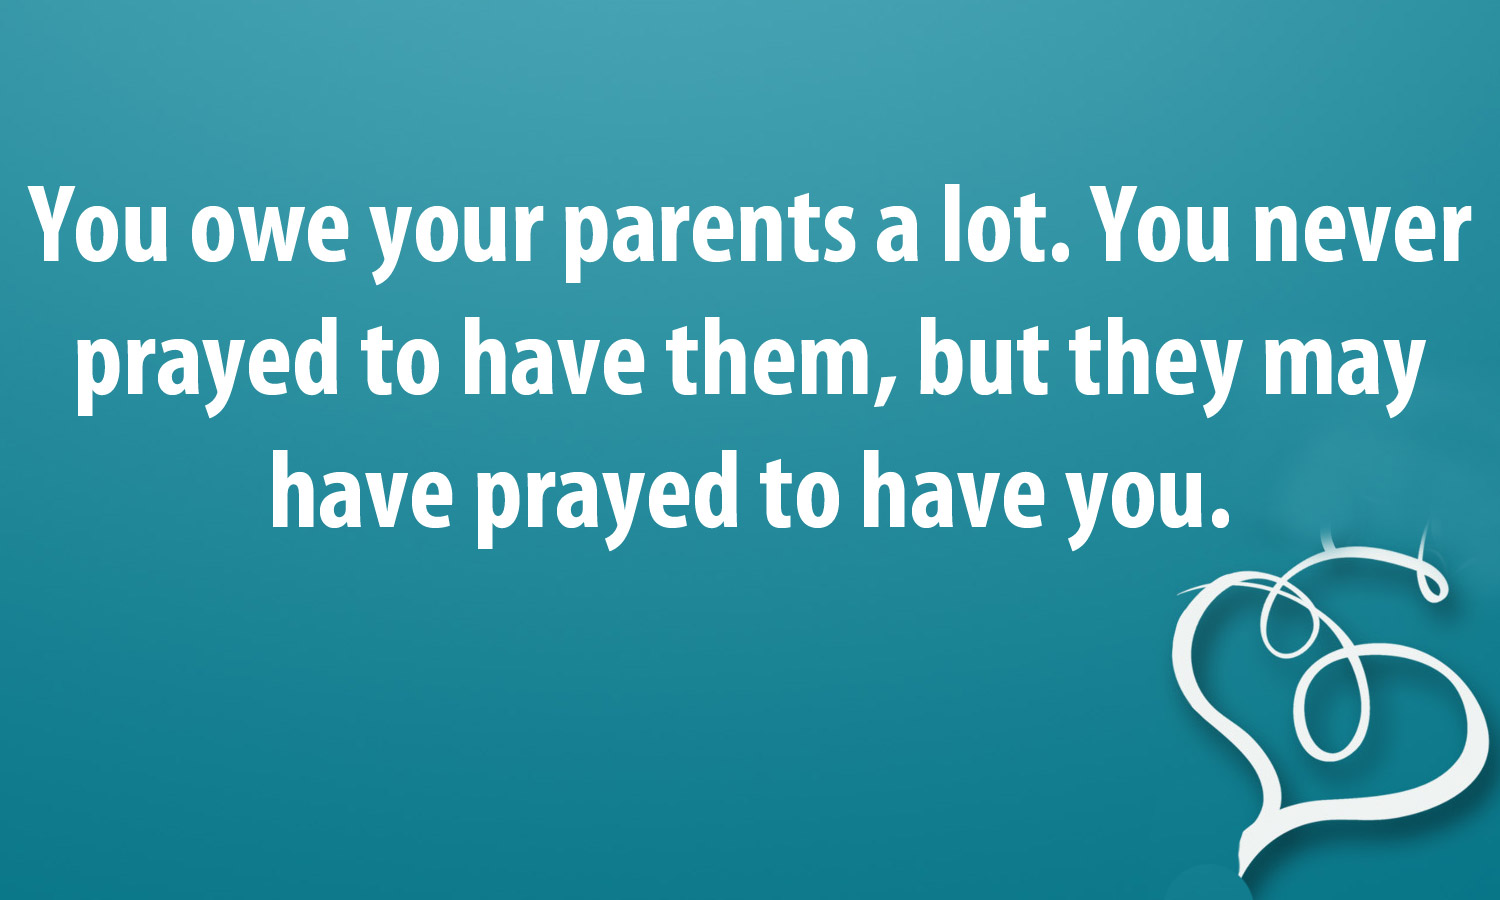 You owe your parents a lot. You never
prayed to have them, but they may
have prayed to have you.